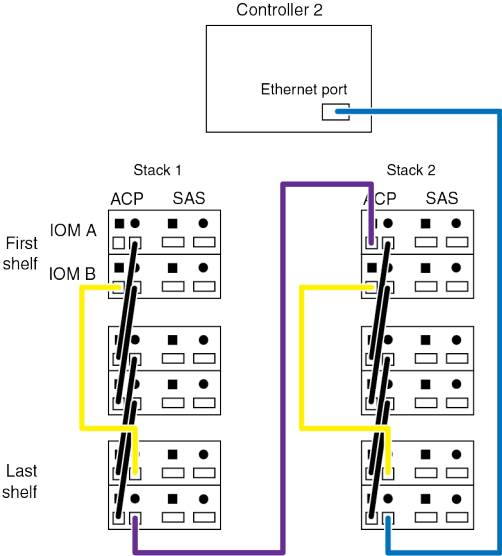 Controller 2
Ethernet port
Stack 1
Stack 2
ACP SAS
ACP SAS
IOM A
First
shelf
IOM B
Last
shelf